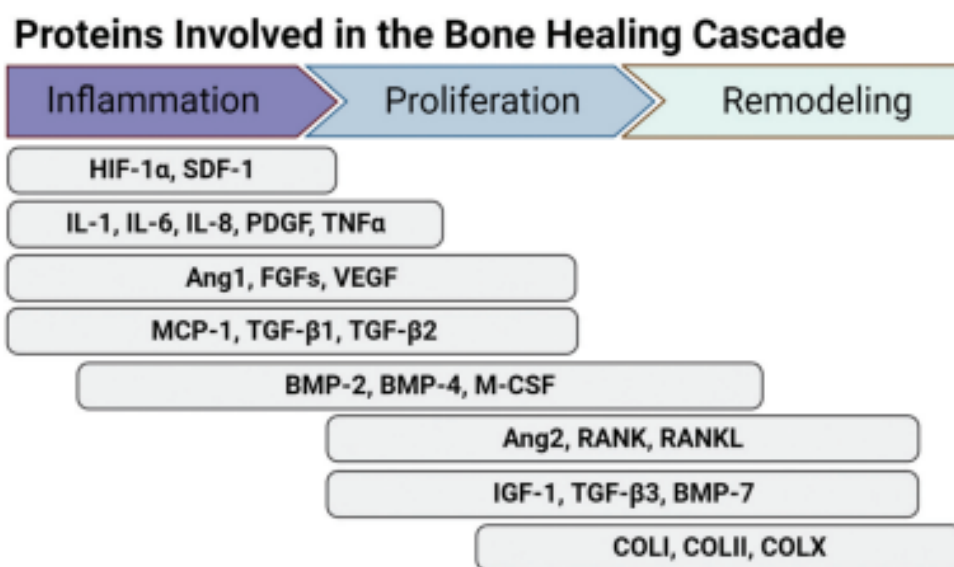 Proteins Involved in the Bone Healing Cascade
Inflammation Proliferation Remodeling
HIF-1α, SDF-1
IL-1, IL-6, IL-8, PDGF, TNFα
Ang1, FGFs, VEGF
MCP-1, TGF-β1, TGF-β2
BMP-2, BMP-4, M-CSF
Ang2, RANK, RANKL
IGF-1, TGF-β3, BMP-7
COLI, COLII, COLX